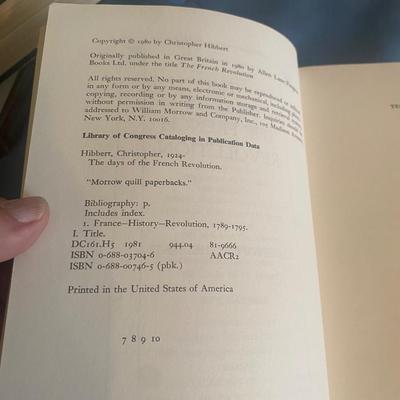 Copyright © 1980 by Christopher Hibbert
Originally published in Great Britain in 1980 by Allen Lane-Penguin
Books Ltd. under the title The French Revolution
All rights reserved. No part of this book may be reproduced or utilized
in any form or by any means, electronic or mechanical, including photo-
copying, recording or by any information storage and retrieval system,
without permission in writing from the Publisher. Inquiries should be
addressed to William Morrow and Company, Inc., 105 Madison
New York, N.Y. 10016.
Library of Congress Cataloging in Publication Data
Hibbert, Christopher, 1924-
The days of the French Revolution.
"Morrow quill paperbacks."
Bibliography: p.
Includes index.
1. France—History—Revolution, 1789-1795.
I. Title.
DC161.H5 1981 944.04 81-9666
ISBN 0-688-03704-6 AACR2
ISBN 0-688-00746-5 (pbk.)
Printed in the United States of America
7 8 9 10